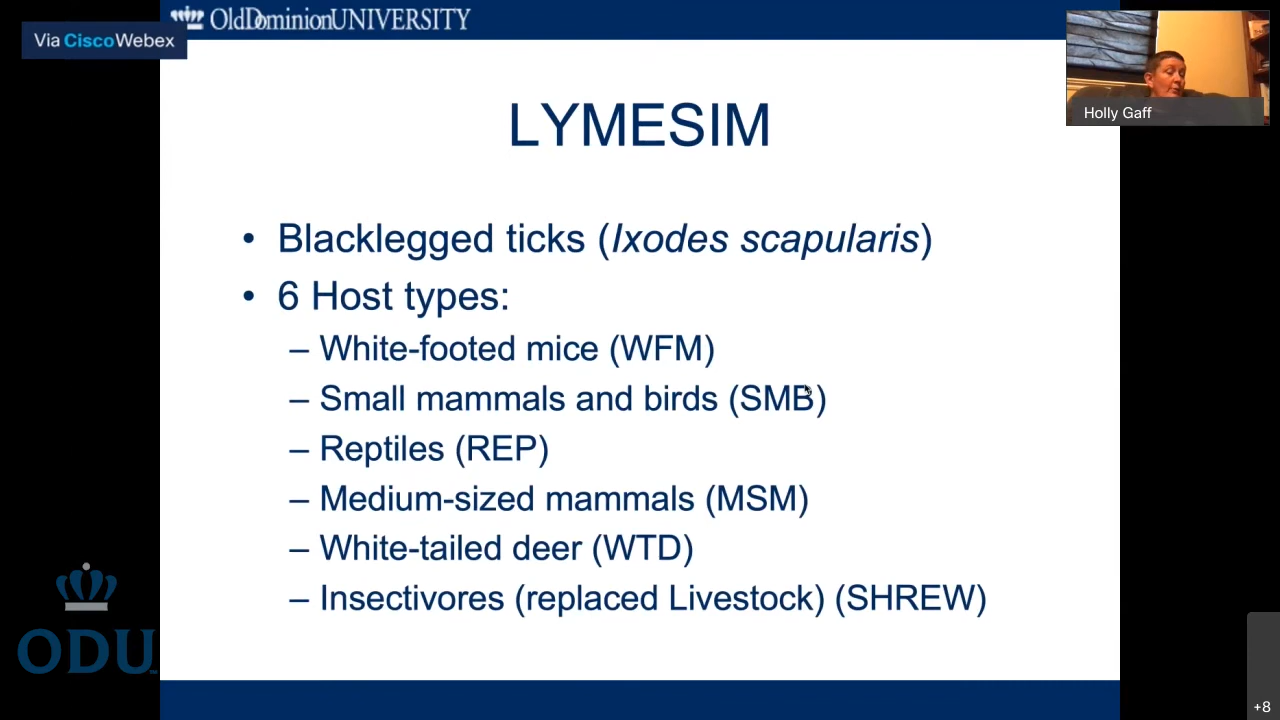 OldDominionUNIVERSITY
Via CiscoWebex
Holly Gaff
LYMESIM
• Blacklegged ticks (Ixodes scapularis)
• 6 Host types:
– White-footed mice (WFM)
– Small mammals and birds (SMB)
– Reptiles (REP)
– Medium-sized mammals (MSM)
– White-tailed deer (WTD)
– Insectivores (replaced Livestock) (SHREW)
ODU
+8